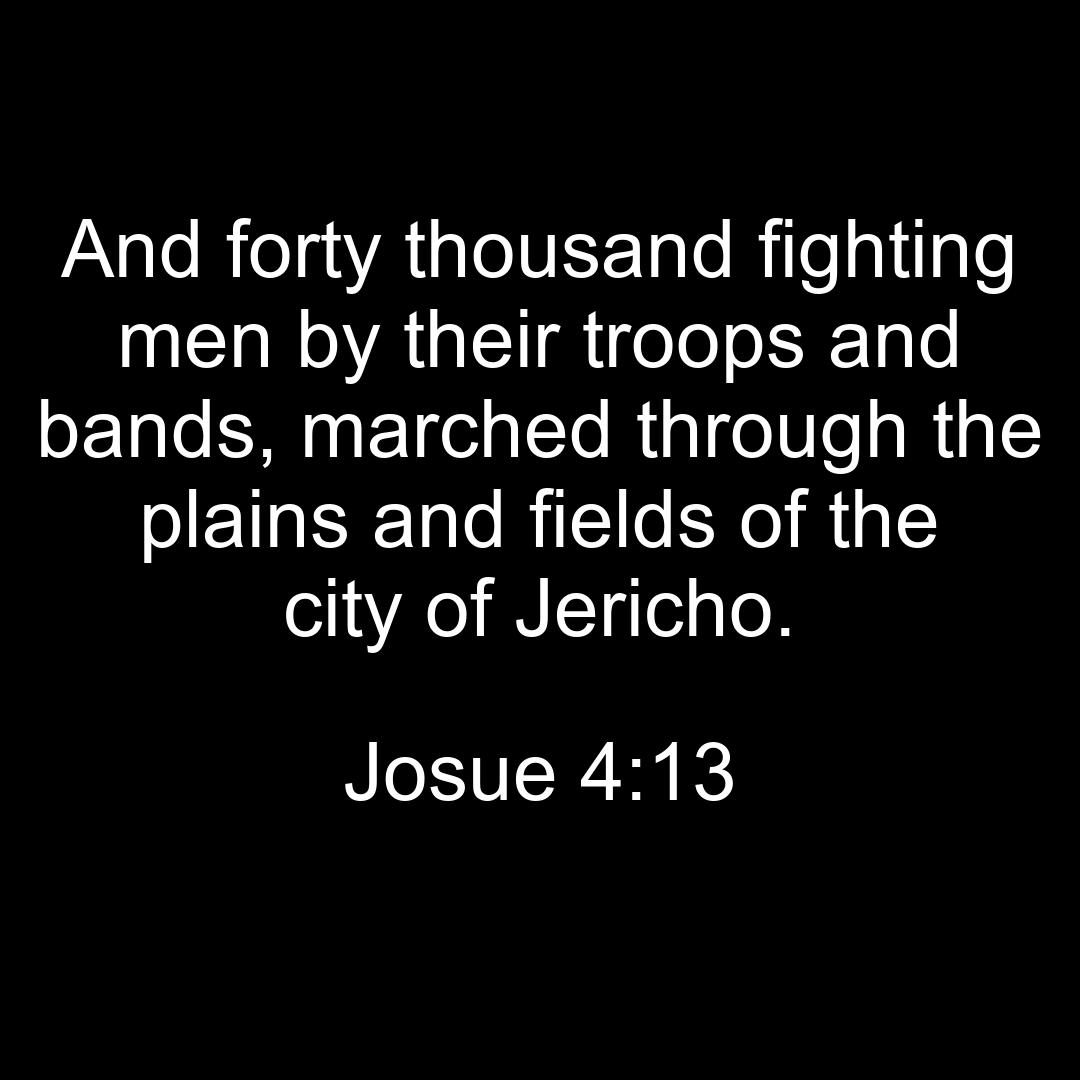 And forty thousand fighting
men by their troops and
bands, marched through the
plains and fields of the
city of Jericho.
Josue 4:13